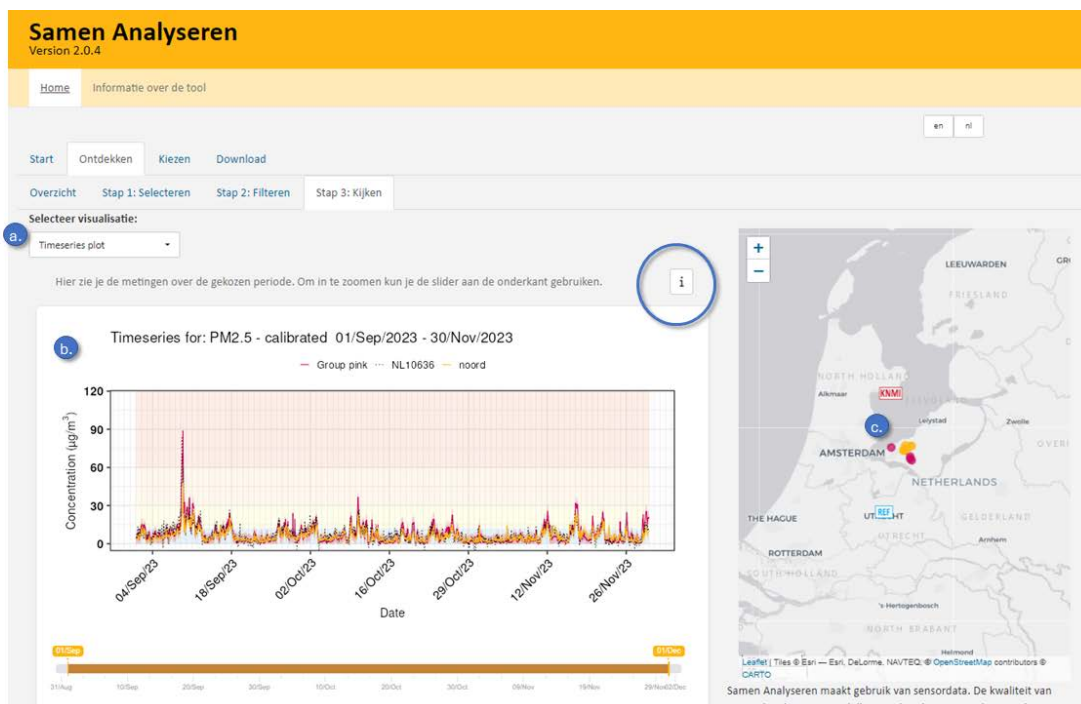 Samen Analyseren
Version 2.0.4
Home Informatie over de tool
en nl
Start Ontdekken Kiezen Download
Overzicht Stap 1: Selecteren Stap 2: Filteren Stap 3: Kijken
Selecteer visualisatie:
a.
Timeseries plot
Hier zie je de metingen over de gekozen periode. Om in te zoomen kun je de slider aan de onderkant gebruiken.
i
b.
Timeseries for: PM2.5 - calibrated 01/Sep/2023 - 30/Nov/2023
Group pink NL10636 noord
Concentration (µg/m³)
120
90
60
30
0
04/Sep/23 18/Sep/23 02/Oct/23 16/Oct/23 29/Oct/23 12/Nov/23 26/Nov/23
Date
01/Sep 01/Dec
31/Aug 10/Sep 20/Sep 30/Sep 10/Oct 20/Oct 30/Oct 09/Nov 19/Nov 29/Nov 02/Dec
+
−
LEEUWARDEN
FRIESLAND
NORTH HOLLAND
Alkmaar
KNMI
c.
Lelystad
Zwolle
AMSTERDAM
NETHERLANDS
THE HAGUE
REF
GELDERLAND
UTRECHT
Arnhem
ROTTERDAM
SOUTH HOLLAND
's Hertogenbosch
NORTH BRABANT
Helmond
Leaflet | Tiles © Esri — Esri, DeLorme, NAVTEQ, © OpenStreetMap contributors ©
CARTO
Samen Analyseren maakt gebruik van sensordata. De kwaliteit van